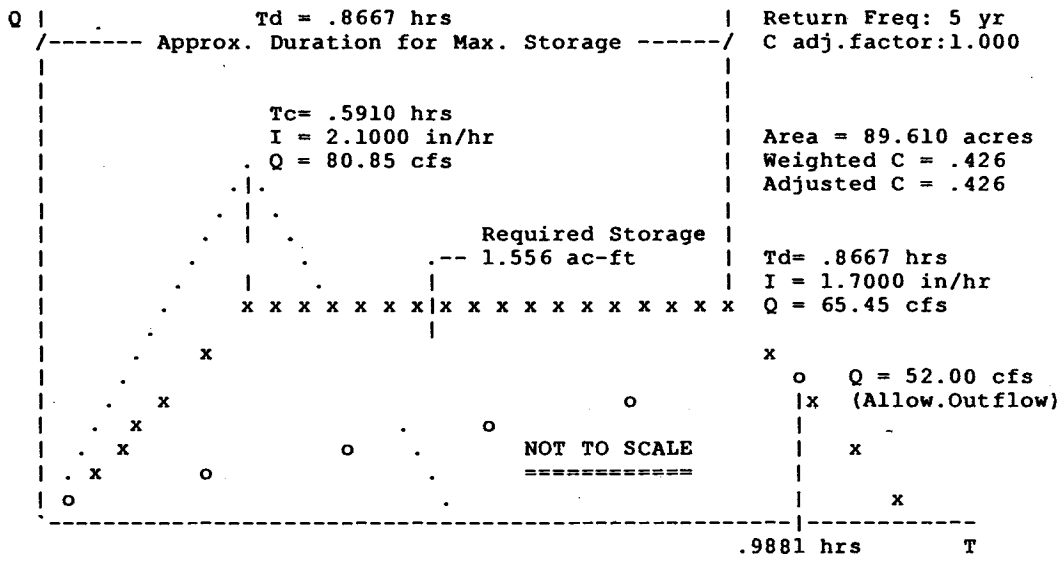 Q Td = .8667 hrs Return Freq: 5 yr
/------- Approx. Duration for Max. Storage ------/ C adj.factor:1.000
Tc= .5910 hrs
I = 2.1000 in/hr Area = 89.610 acres
Q = 80.85 cfs Weighted C = .426
Adjusted C = .426
Required Storage
1.556 ac-ft Td= .8667 hrs
I = 1.7000 in/hr
x x x x x x x x x x x x x x x x x x Q = 65.45 cfs
x x
o Q = 52.00 cfs
x o x (Allow.Outflow)
x o
x o NOT TO SCALE x
x o ============
o x
.9881 hrs T